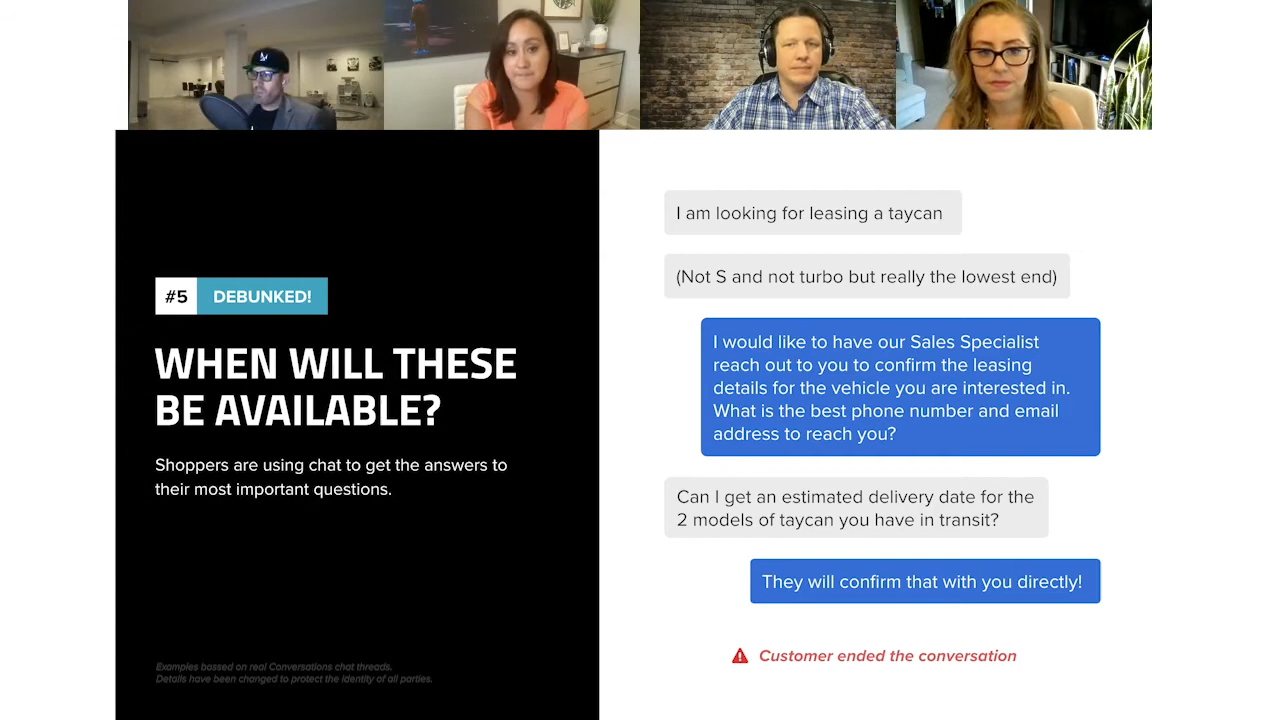 #5 DEBUNKED!
WHEN WILL THESE
BE AVAILABLE?
Shoppers are using chat to get the answers to
their most important questions.
Examples bassed on real Conversations chat threads.
Details have been changed to protect the identity of all parties.
I am looking for leasing a taycan
(Not S and not turbo but really the lowest end)
I would like to have our Sales Specialist
reach out to you to confirm the leasing
details for the vehicle you are interested in.
What is the best phone number and email
address to reach you?
Can I get an estimated delivery date for the
2 models of taycan you have in transit?
They will confirm that with you directly!
Customer ended the conversation